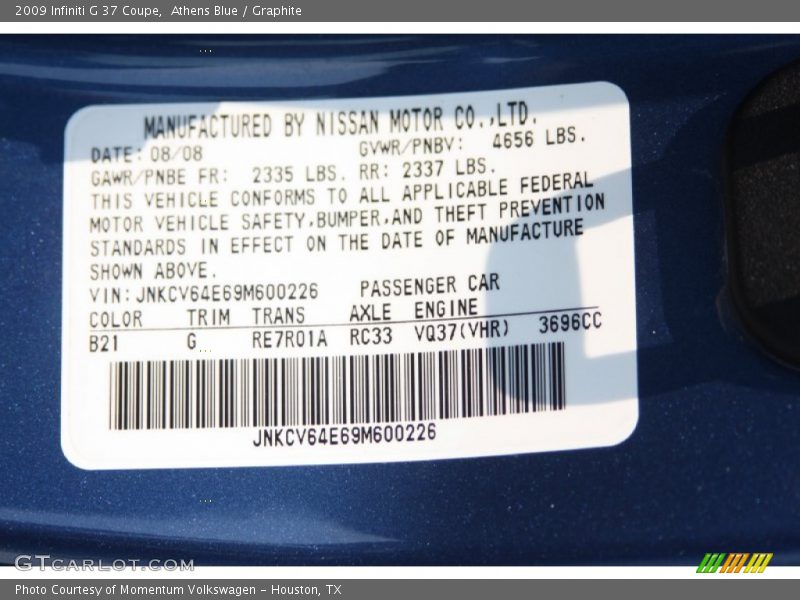 2009 Infiniti G 37 Coupe,  Athens Blue / Graphite
MANUFACTURED BY NISSAN MOTOR CO.,LTD.
DATE: 08/08 GVWR/PNBV: 4656 LBS.
GAWR/PNBE FR: 2335 LBS. RR: 2337 LBS.
THIS VEHICLE CONFORMS TO ALL APPLICABLE FEDERAL
MOTOR VEHICLE SAFETY,BUMPER,AND THEFT PREVENTION
STANDARDS IN EFFECT ON THE DATE OF MANUFACTURE
SHOWN ABOVE.
VIN: JNKCV64E69M600226 PASSENGER CAR
COLOR TRIM TRANS AXLE ENGINE
B21 G RE7R01A RC33 VQ37(VHR) 3696CC
JNKCV64E69M600226
GTCARLOT.COM
Photo Courtesy of Momentum Volkswagen - Houston, TX